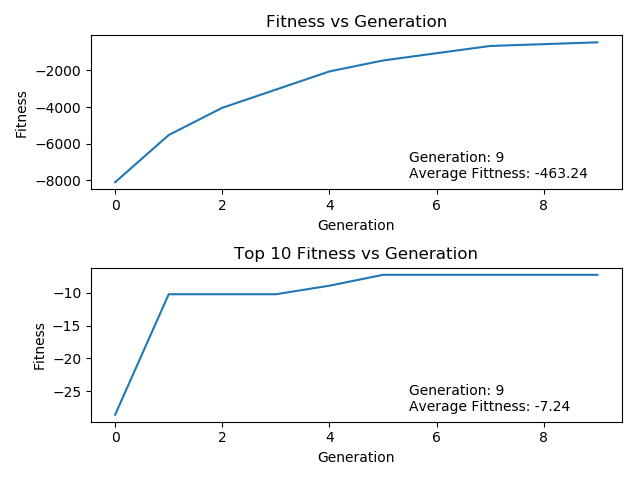 Fitness vs Generation
Fitness
−2000
−4000
−6000
−8000
Generation: 9
Average Fittness: -463.24
0 2 4 6 8
Generation
Top 10 Fitness vs Generation
Fitness
−10
−15
−20
−25
Generation: 9
Average Fittness: -7.24
0 2 4 6 8
Generation